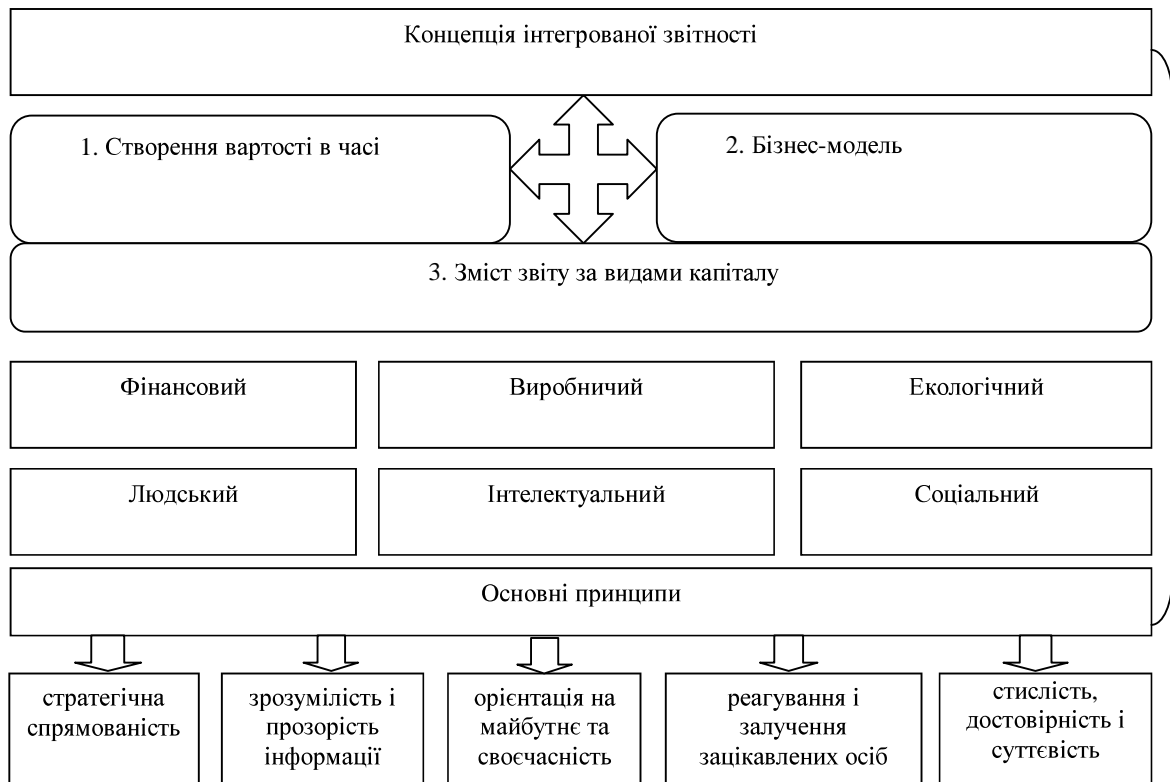 Концепція інтегрованої звітності
1. Створення вартості в часі
2. Бізнес-модель
3. Зміст звіту за видами капіталу
Фінансовий
Виробничий
Екологічний
Людський
Інтелектуальний
Соціальний
Основні принципи
стратегічна
спрямованість
зрозумілість і
прозорість
інформації
орієнтація на
майбутнє та
своєчасність
реагування і
залучення
зацікавлених осіб
стислість,
достовірність і
суттєвість